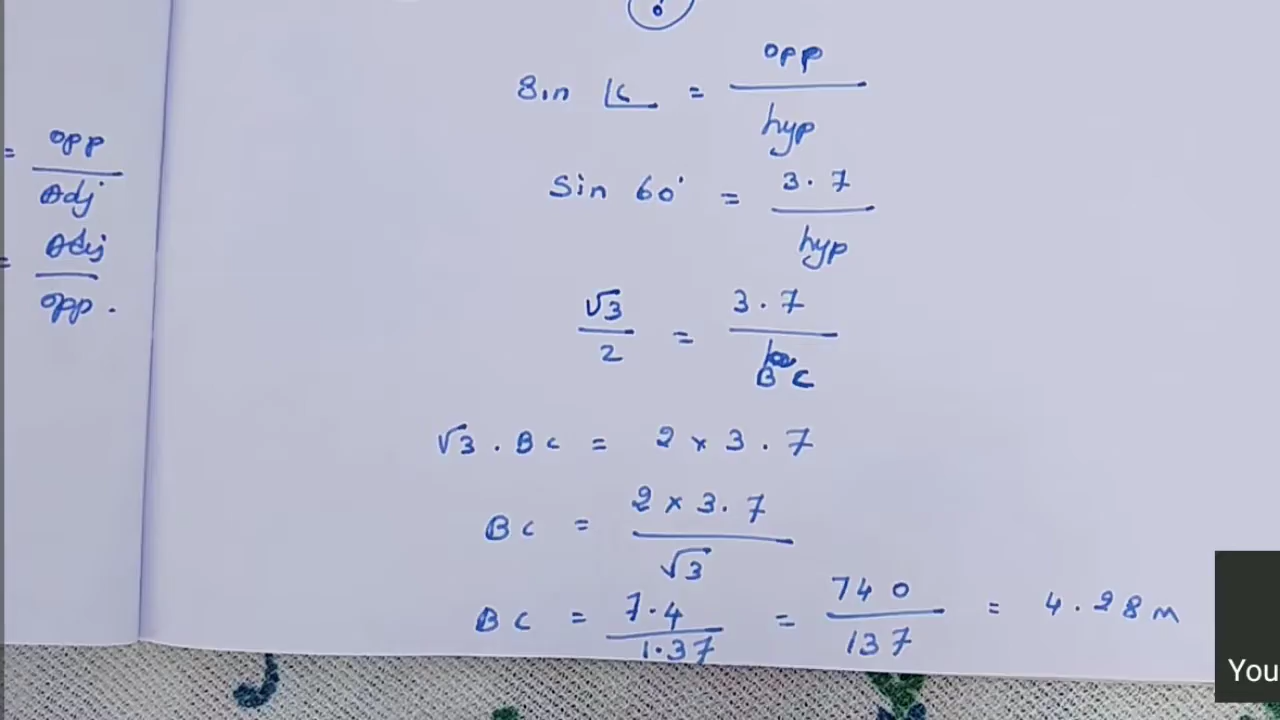 = opp / Adj
= Adj / opp.
Sin ∠C = opp / hyp
Sin 60° = 3.7 / hyp
√3 / 2 = 3.7 / BC
√3 . BC = 2 × 3.7
BC = 2 × 3.7 / √3
BC = 7.4 / 1.37 = 740 / 137 = 4.28 m
You